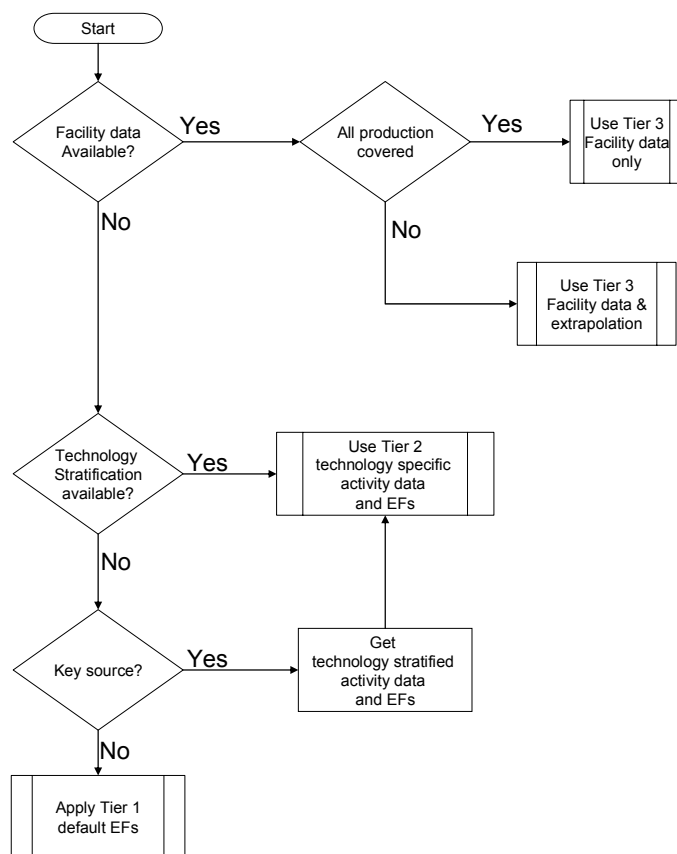 Start
Facility data
Available?
Yes
All production
covered
Yes
Use Tier 3
Facility data
only
No
No
Use Tier 3
Facility data &
extrapolation
Technology
Stratification
available?
Yes
Use Tier 2
technology specific
activity data
and EFs
No
Key source?
Yes
Get
technology stratified
activity data
and EFs
No
Apply Tier 1
default EFs